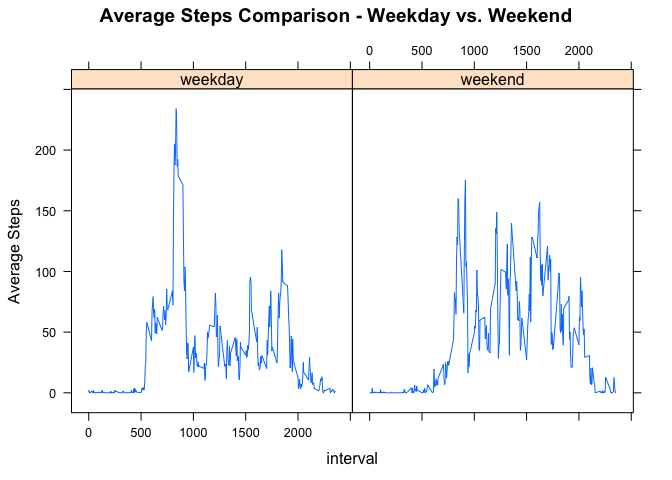 Average Steps Comparison - Weekday vs. Weekend
0 500 1000 1500 2000
weekday weekend
200
150
100
50
0
Average Steps
0 500 1000 1500 2000
interval